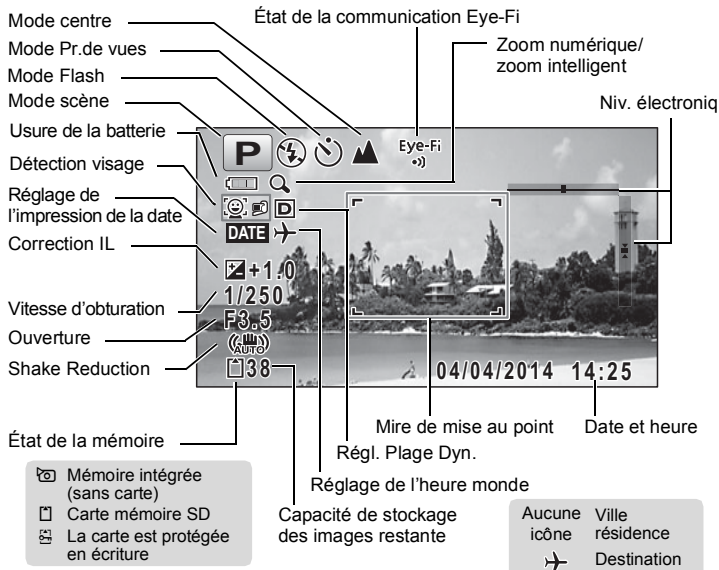 Mode centre
État de la communication Eye-Fi
Mode Pr.de vues
Zoom numérique/
zoom intelligent
Mode Flash
Mode scène
Niv. électroniq
Usure de la batterie
P
Eye-Fi
Détection visage
D
Réglage de
l'impression de la date
DATE
Correction IL
+1.0
Vitesse d'obturation
1/250
Ouverture
F3.5
Shake Reduction
AUTO
38
04/04/2014 14:25
État de la mémoire
Mire de mise au point
Date et heure
Régl. Plage Dyn.
Réglage de l'heure monde
Capacité de stockage
des images restante
Mémoire intégrée
(sans carte)
Carte mémoire SD
La carte est protégée
en écriture
Aucune
icône
Ville
résidence
Destination